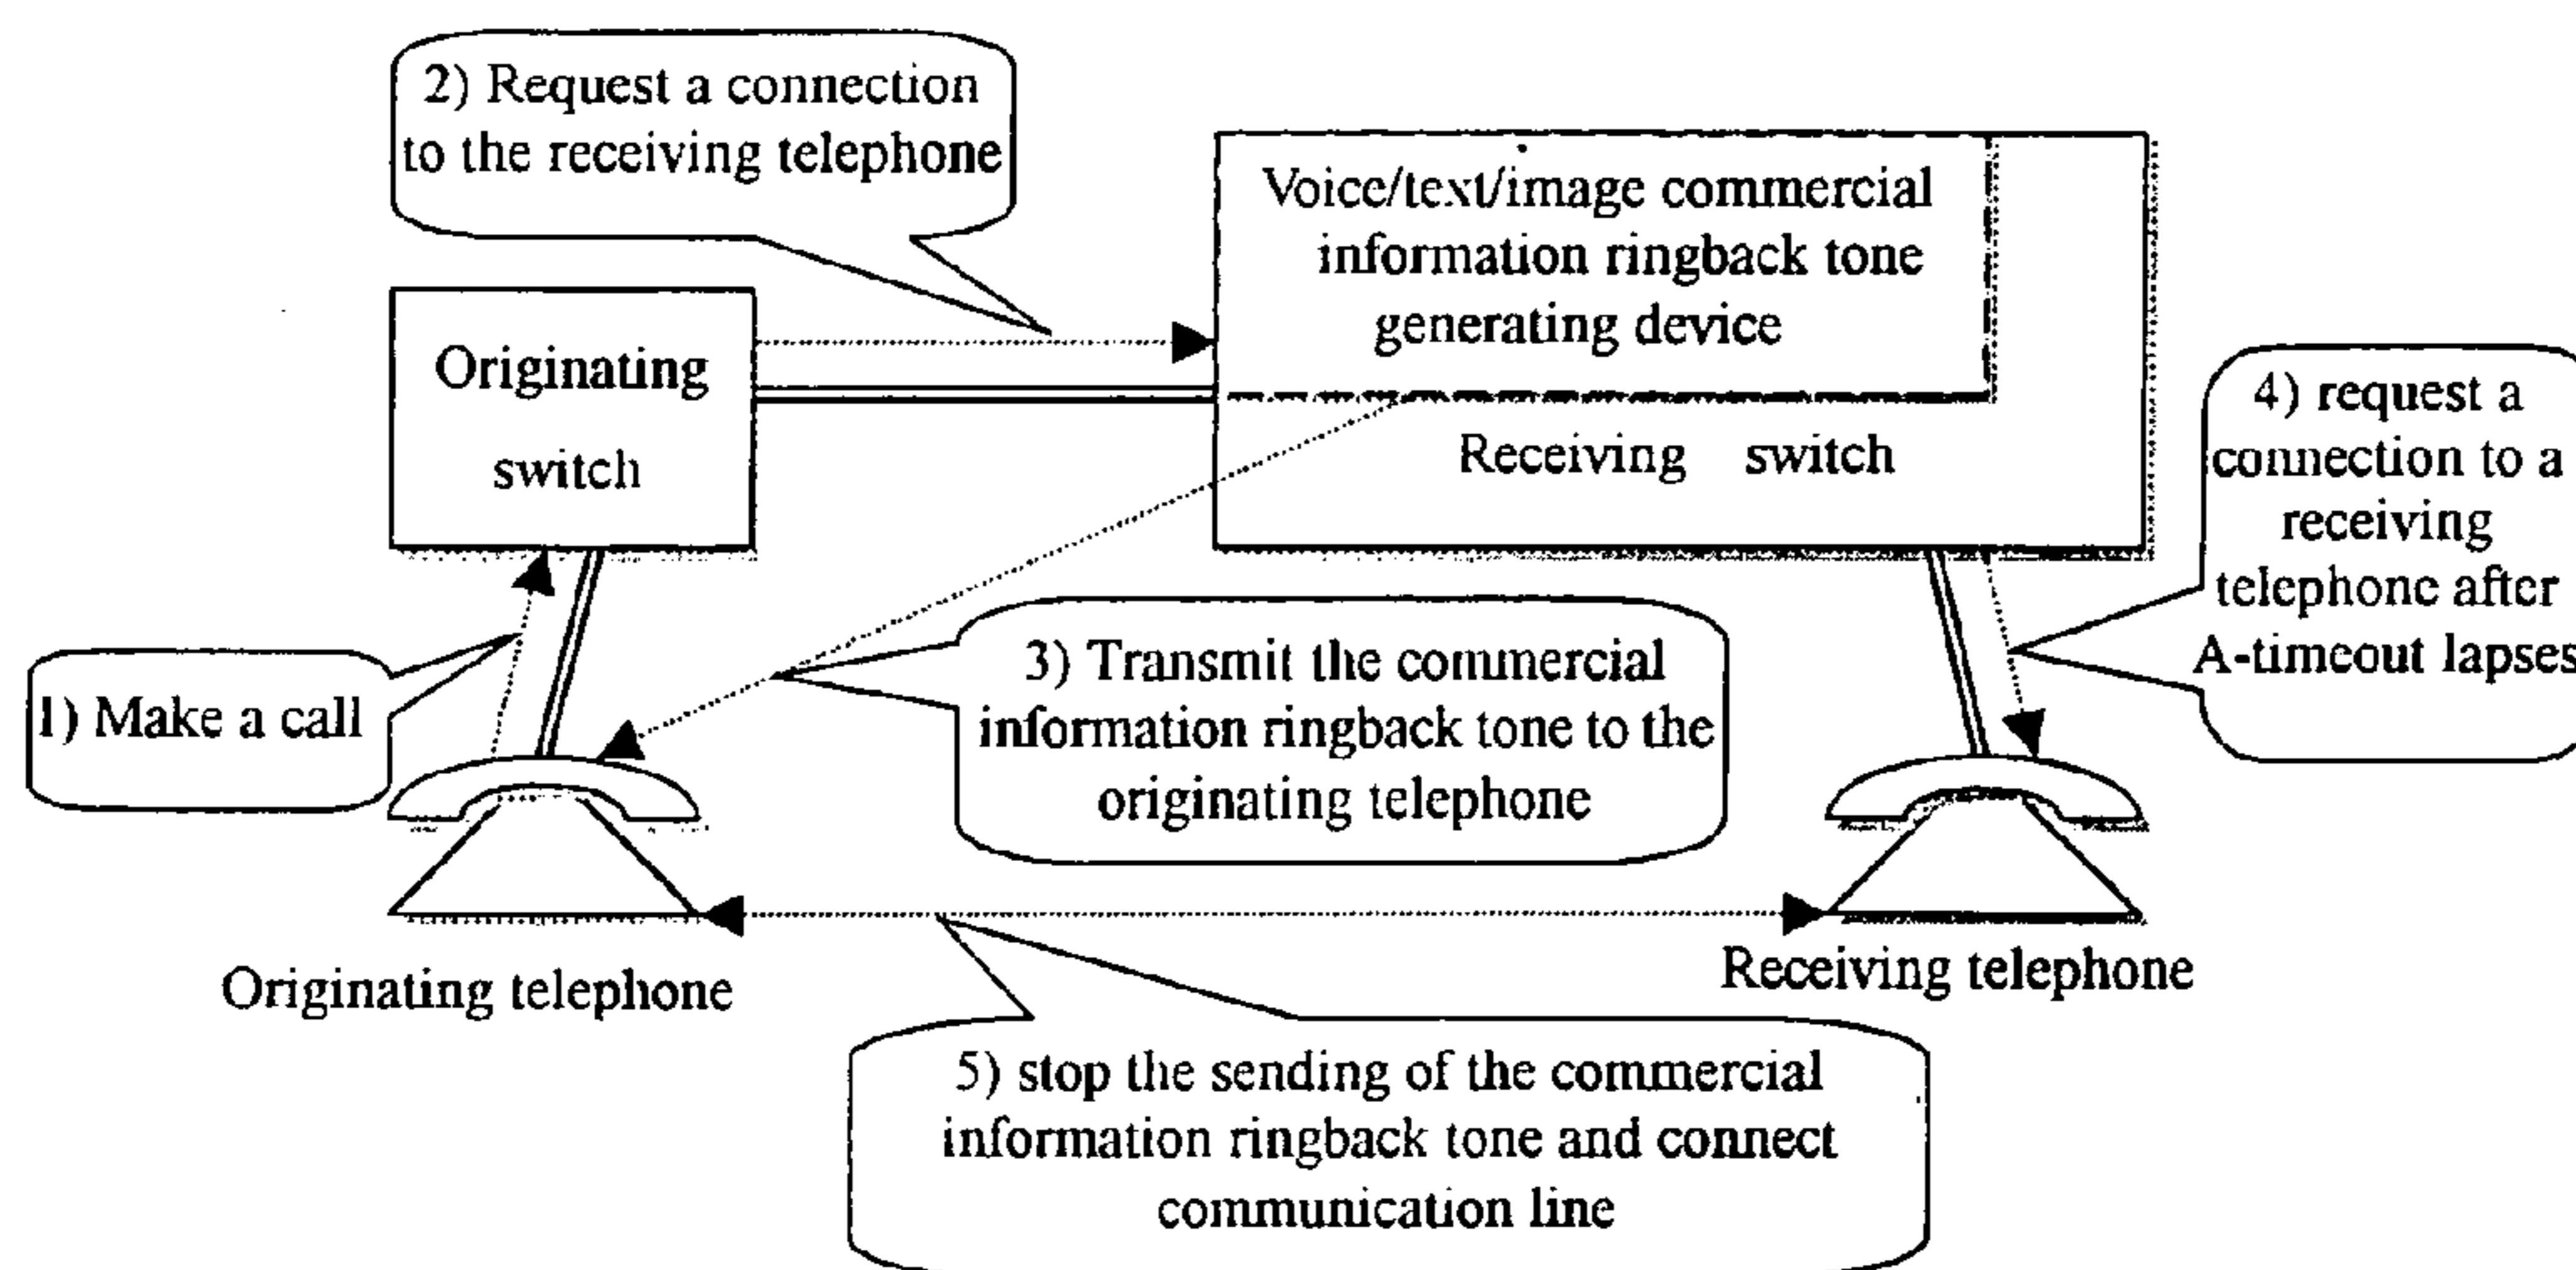 2) Request a connection
to the receiving telephone
Voice/text/image commercial
information ringback tone
generating device
Originating
switch
Receiving switch
4) request a
connection to a
receiving
telephone after
A-timeout lapses
1) Make a call
3) Transmit the commercial
information ringback tone to the
originating telephone
Originating telephone
Receiving telephone
5) stop the sending of the commercial
information ringback tone and connect
communication line